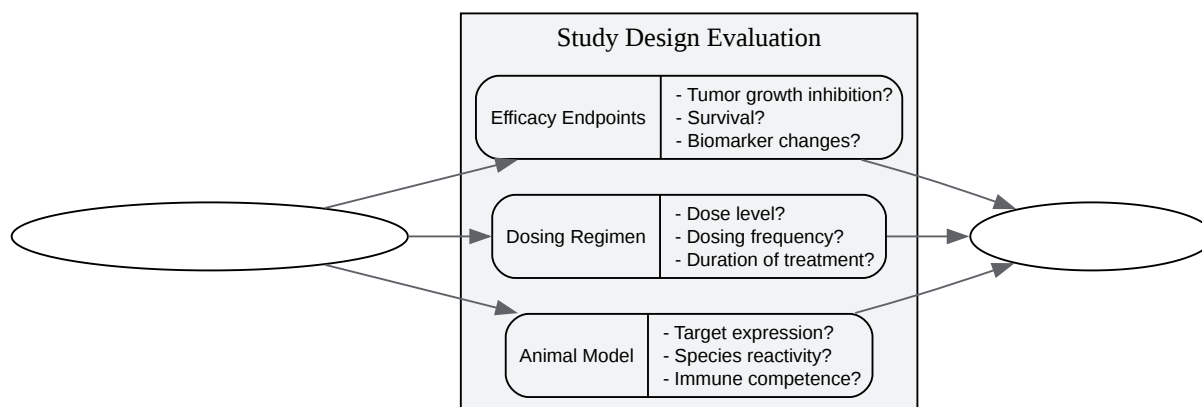 Study Design Evaluation
Efficacy Endpoints
- Tumor growth inhibition?
- Survival?
- Biomarker changes?
Dosing Regimen
- Dose level?
- Dosing frequency?
- Duration of treatment?
Animal Model
- Target expression?
- Species reactivity?
- Immune competence?